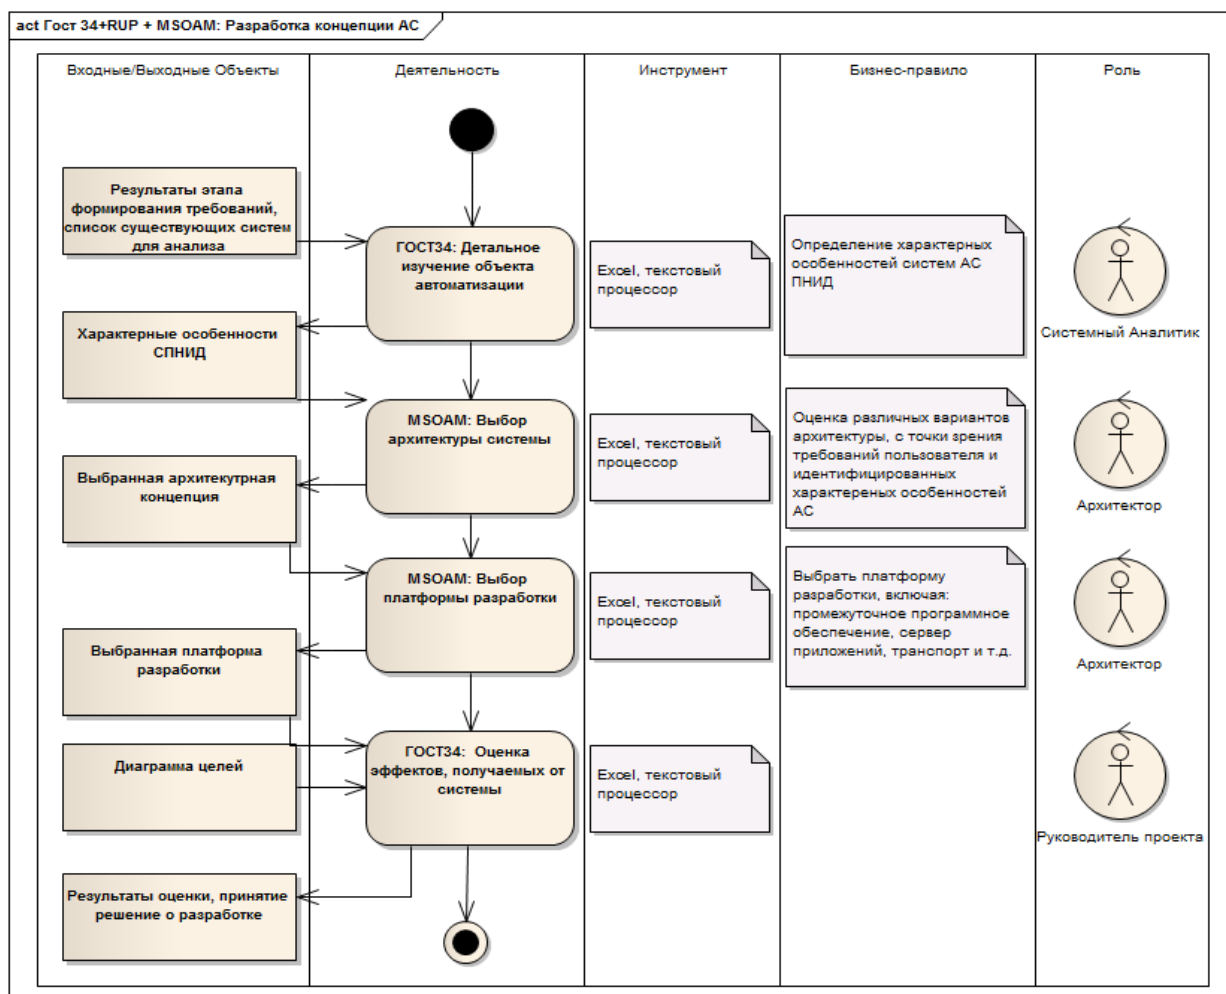 act Гост 34+RUP + MSOAM: Разработка концепции АС
Входные/Выходные Объекты
Деятельность
Инструмент
Бизнес-правило
Роль
Результаты этапа
формирования требований,
список существующих систем
для анализа
ГОСТ34: Детальное
изучение объекта
автоматизации
Excel, текстовый
процессор
Определение характерных
особенностей систем АС
ПНИД
Системный Аналитик
Характерные особенности
СПНИД
MSOAM: Выбор
архитектуры системы
Excel, текстовый
процессор
Оценка различных вариантов
архитектуры, с точки зрения
требований пользователя и
идентифицированных
характереных особенностей
АС
Архитектор
Выбранная архитекутрная
концепция
MSOAM: Выбор
платформы разработки
Excel, текстовый
процессор
Выбрать платформу
разработки, включая:
промежуточное программное
обеспечение, сервер
приложений, транспорт и т.д.
Архитектор
Выбранная платформа
разработки
Диаграмма целей
ГОСТ34: Оценка
эффектов, получаемых от
системы
Excel, текстовый
процессор
Руководитель проекта
Результаты оценки, принятие
решение о разработке